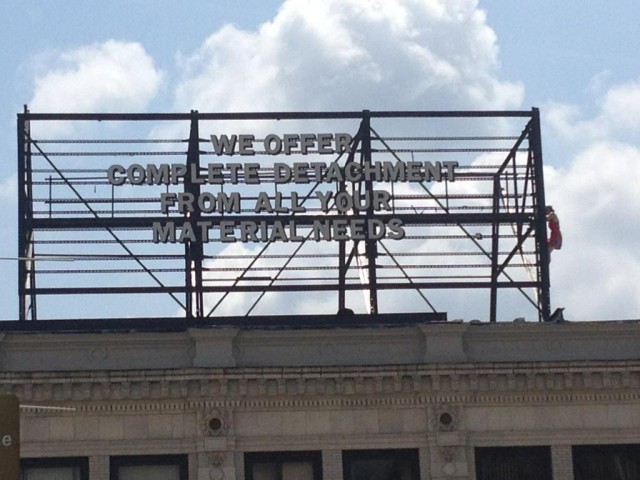 WE OFFER
COMPLETE DETACHMENT
FROM ALL YOUR
MATERIAL NEEDS
e